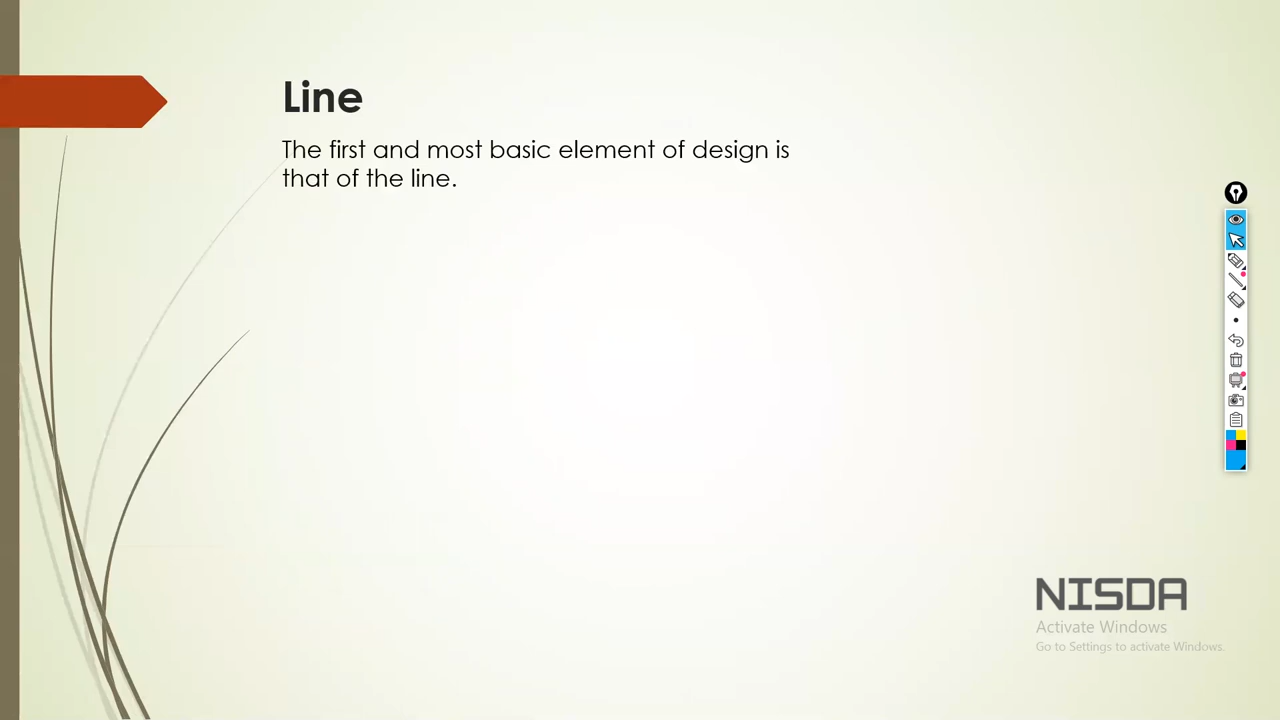 Line
The first and most basic element of design is
that of the line.
NISDA
Activate Windows
Go to Settings to activate Windows.